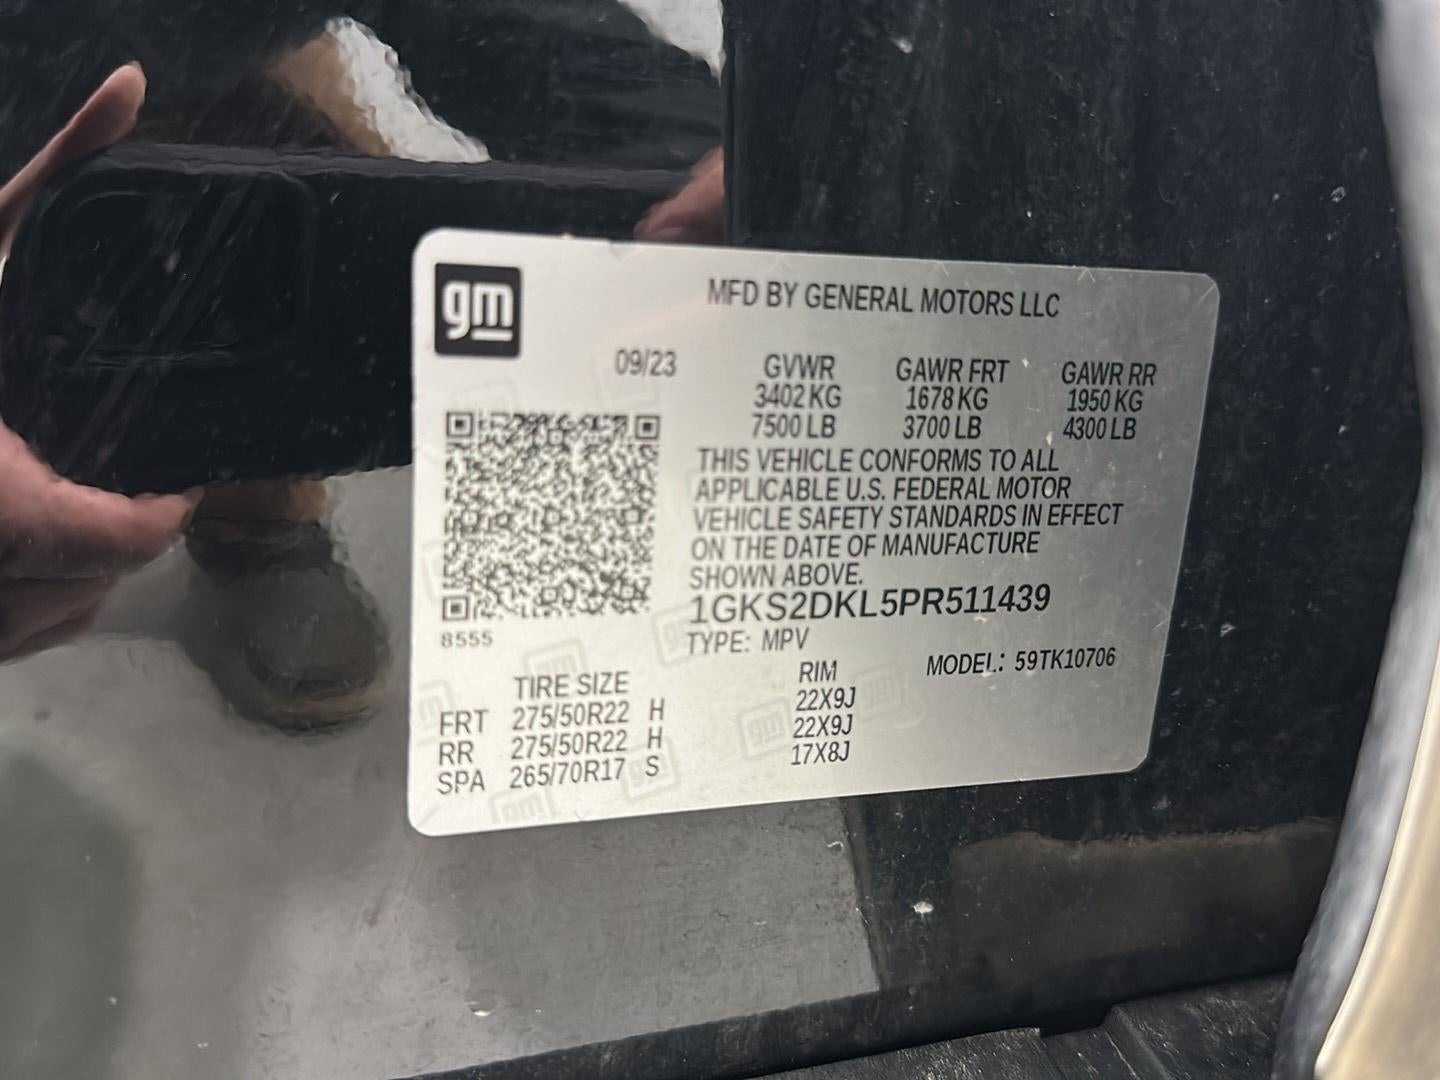 gm
MFD BY GENERAL MOTORS LLC
09/23
GVWR GAWR FRT GAWR RR
3402 KG 1678 KG 1950 KG
7500 LB 3700 LB 4300 LB
THIS VEHICLE CONFORMS TO ALL
APPLICABLE U.S. FEDERAL MOTOR
VEHICLE SAFETY STANDARDS IN EFFECT
ON THE DATE OF MANUFACTURE
SHOWN ABOVE.
1GKS2DKL5PR511439
8555
TYPE: MPV
MODEL: 59TK10706
TIRE SIZE RIM
FRT 275/50R22 H 22X9J
RR 275/50R22 H 22X9J
SPA 265/70R17 S 17X8J